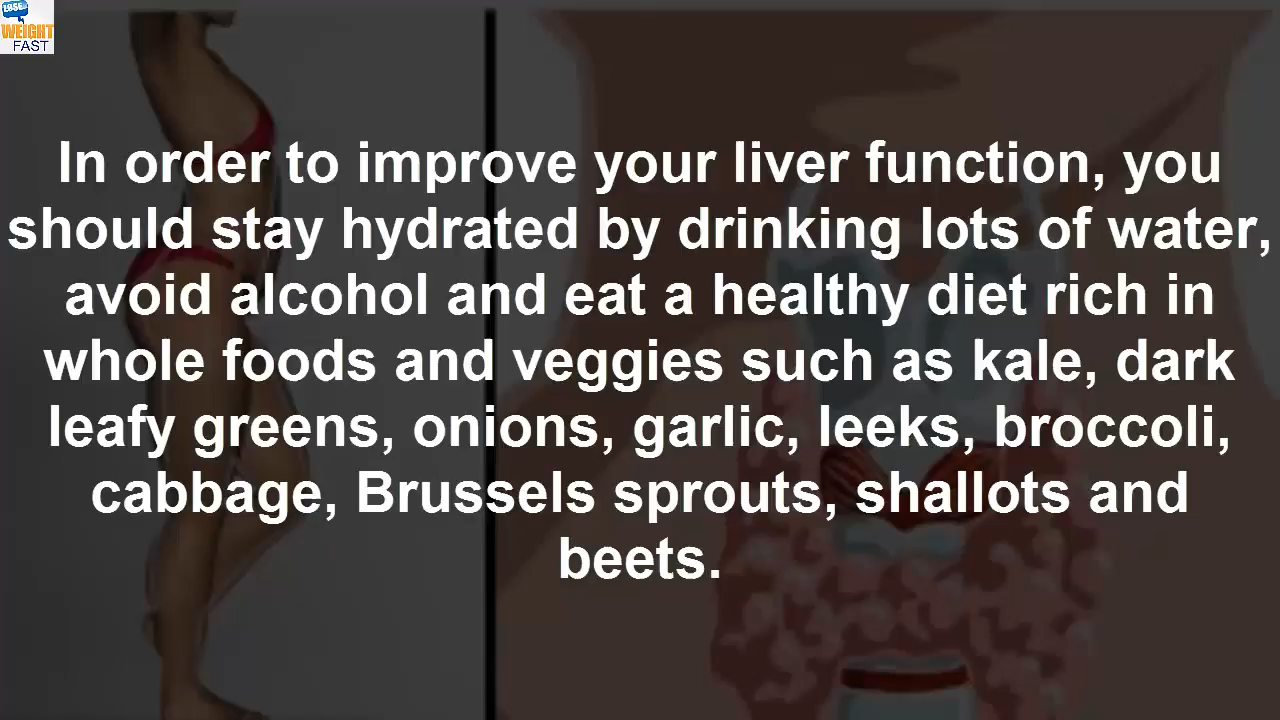 LOSE
WEIGHT
FAST
In order to improve your liver function, you
should stay hydrated by drinking lots of water,
avoid alcohol and eat a healthy diet rich in
whole foods and veggies such as kale, dark
leafy greens, onions, garlic, leeks, broccoli,
cabbage, Brussels sprouts, shallots and
beets.